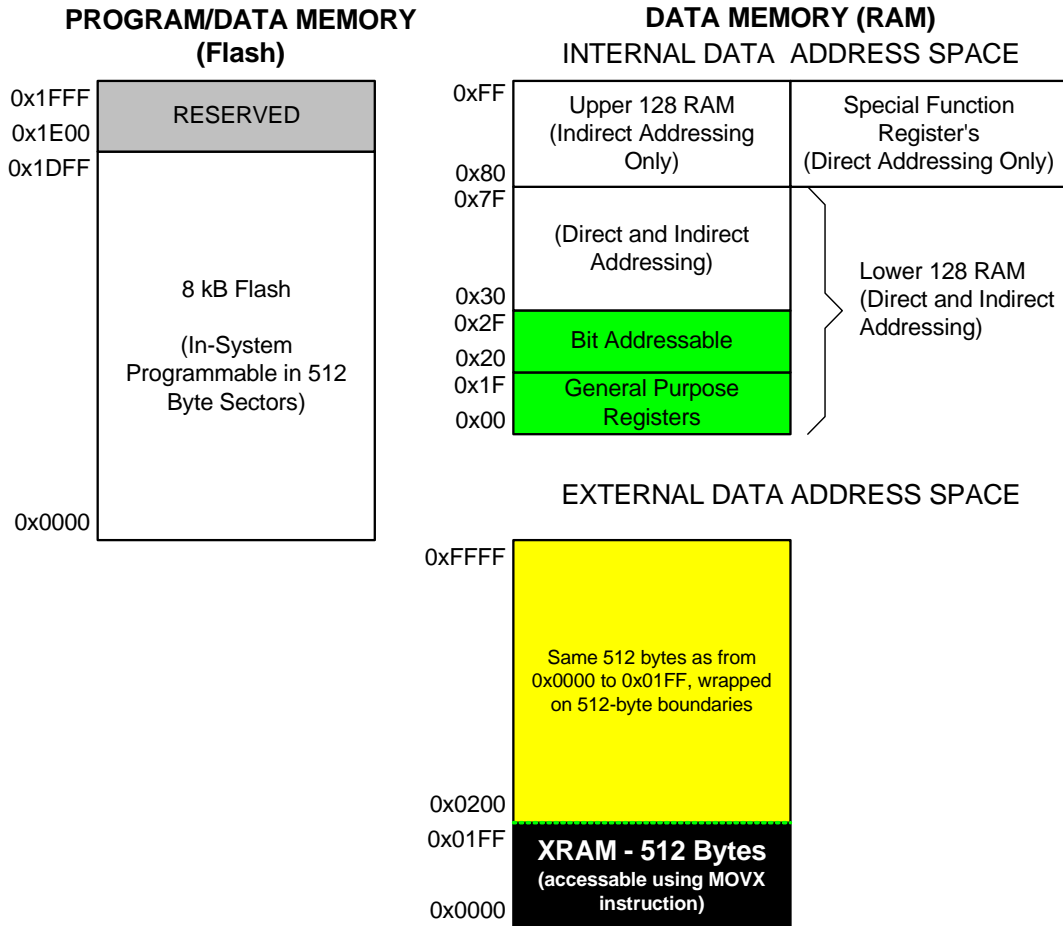 PROGRAM/DATA MEMORY
(Flash)
0x1FFF
RESERVED
0x1E00
0x1DFF
8 kB Flash
(In-System
Programmable in 512
Byte Sectors)
0x0000
DATA MEMORY (RAM)
INTERNAL DATA ADDRESS SPACE
0xFF
Upper 128 RAM
(Indirect Addressing
Only)
0x80
Special Function
Register's
(Direct Addressing Only)
0x7F
(Direct and Indirect
Addressing)
0x30
0x2F
Bit Addressable
0x20
0x1F
General Purpose
Registers
0x00
Lower 128 RAM
(Direct and Indirect
Addressing)
EXTERNAL DATA ADDRESS SPACE
0xFFFF
Same 512 bytes as from
0x0000 to 0x01FF, wrapped
on 512-byte boundaries
0x0200
0x01FF
XRAM - 512 Bytes
(accessable using MOVX
instruction)
0x0000